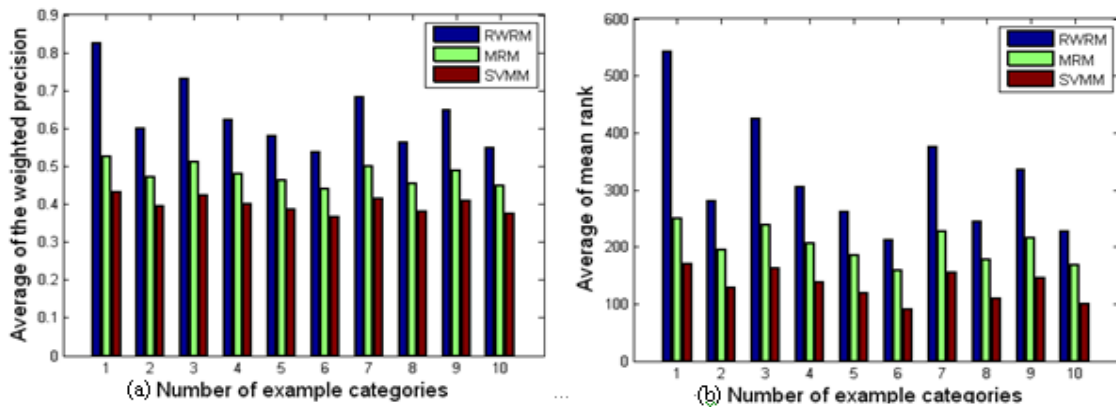 Average of the weighted precision
0.9
0.8
0.7
0.6
0.5
0.4
0.3
0.2
0.1
0
RWRM
MRM
SVMM
1 2 3 4 5 6 7 8 9 10
(a) Number of example categories
...
Average of mean rank
600
500
400
300
200
100
0
RWRM
MRM
SVMM
1 2 3 4 5 6 7 8 9 10
(b) Number of example categories